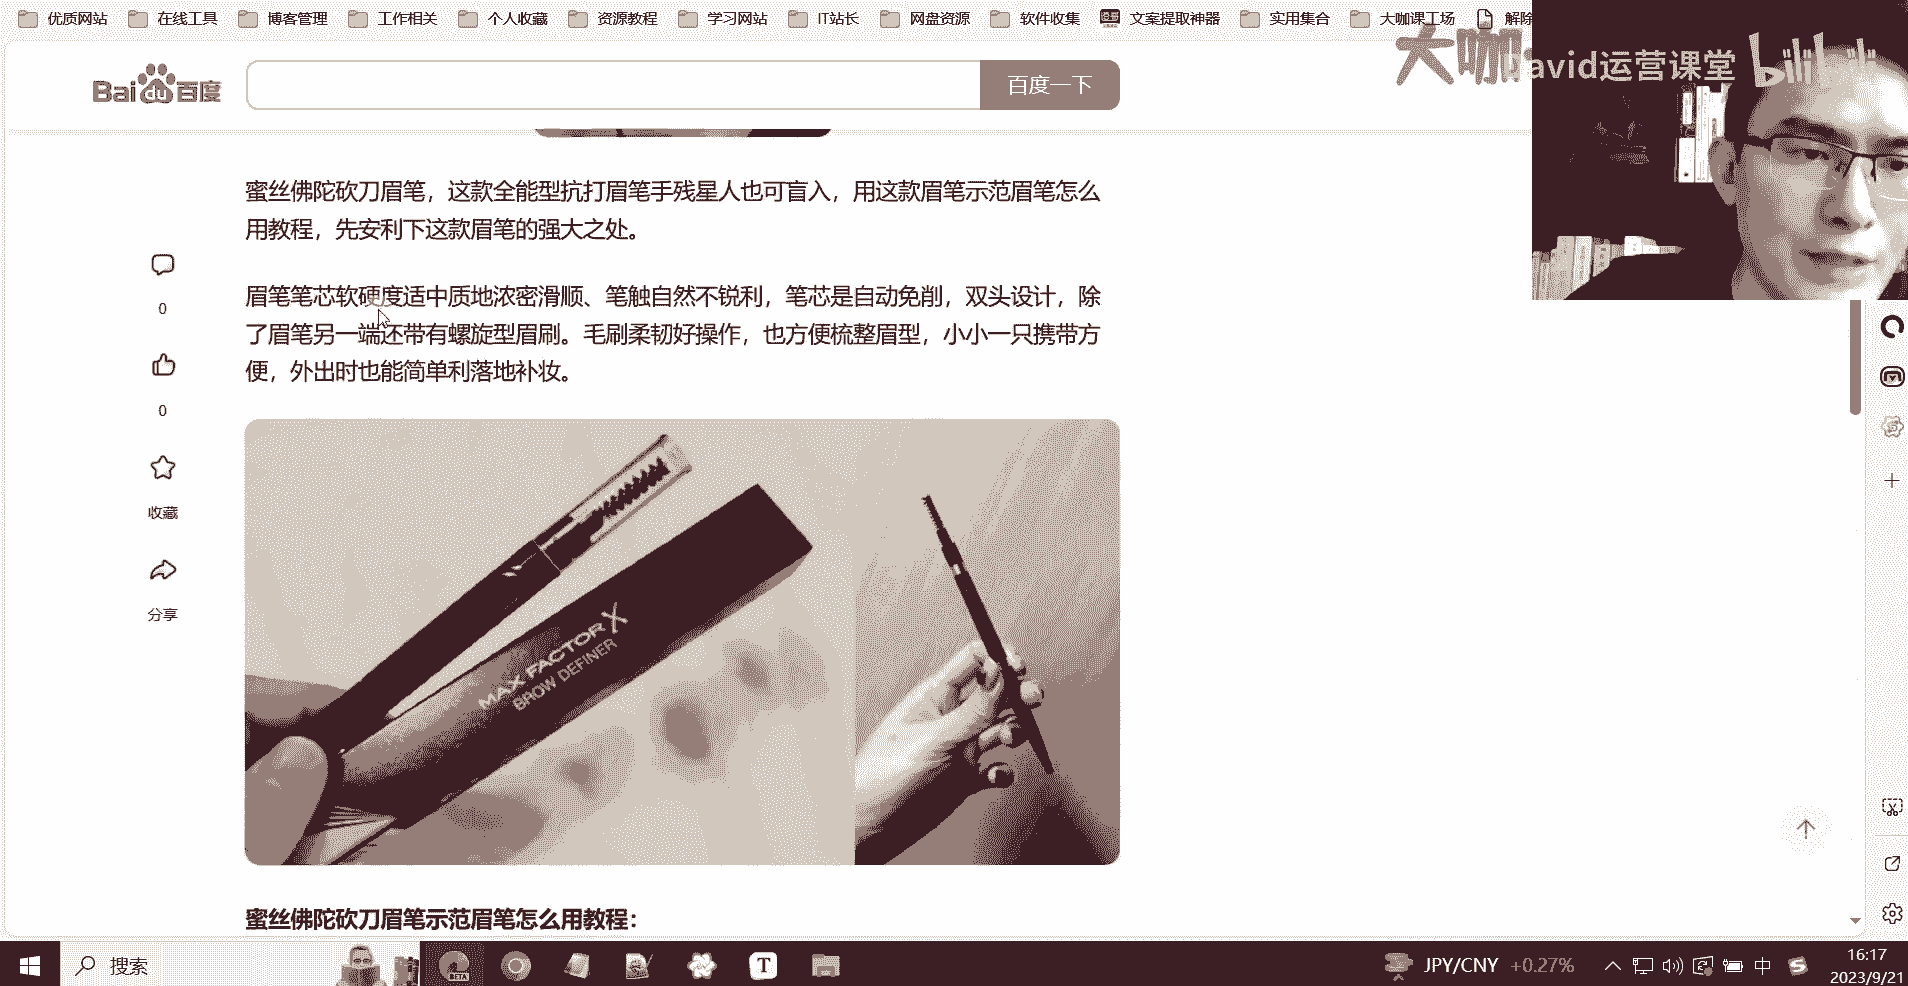 优质网站 在线工具 博客管理 工作相关 个人收藏 资源教程 学习网站 IT站长 网盘资源 软件收集 文案提取神器 实用集合 大咖课工场 解除
Bai du 百度
百度一下
大咖
David运营课堂
bilibili
蜜丝佛陀砍刀眉笔，这款全能型抗打眉笔手残星人也可盲入，用这款眉笔示范眉笔怎么
用教程，先安利下这款眉笔的强大之处。
眉笔笔芯软硬度适中质地浓密滑顺、笔触自然不锐利，笔芯是自动免削，双头设计，除
了眉笔另一端还带有螺旋型眉刷。毛刷柔韧好操作，也方便梳整眉型，小小一只携带方
便，外出时也能简单利落地补妆。
0
0
收藏
分享
MAX FACTOR X
BROW DEFINER
蜜丝佛陀砍刀眉笔示范眉笔怎么用教程：
搜索
BETA
T
JPY/CNY +0.27%
中
16:17
2023/9/21